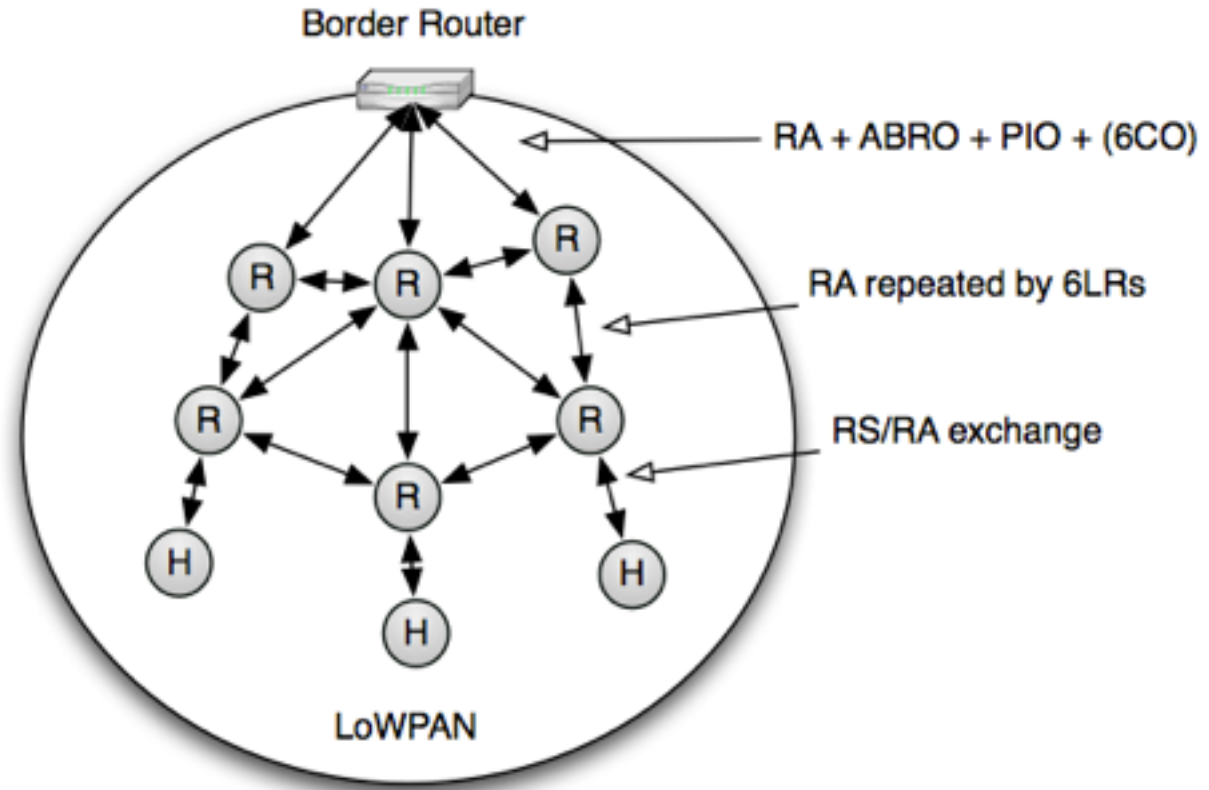 Border Router
RA + ABRO + PIO + (6CO)
R
R
R
RA repeated by 6LRs
R
R
RS/RA exchange
R
H
H
H
LoWPAN